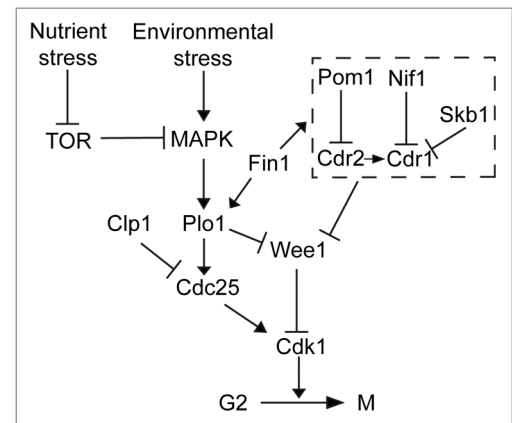 Nutrient stress
Environmental stress
Pom1
Nif1
Skb1
TOR
MAPK
Fin1
Cdr2
Cdr1
Clp1
Plo1
Wee1
Cdc25
Cdk1
G2
M